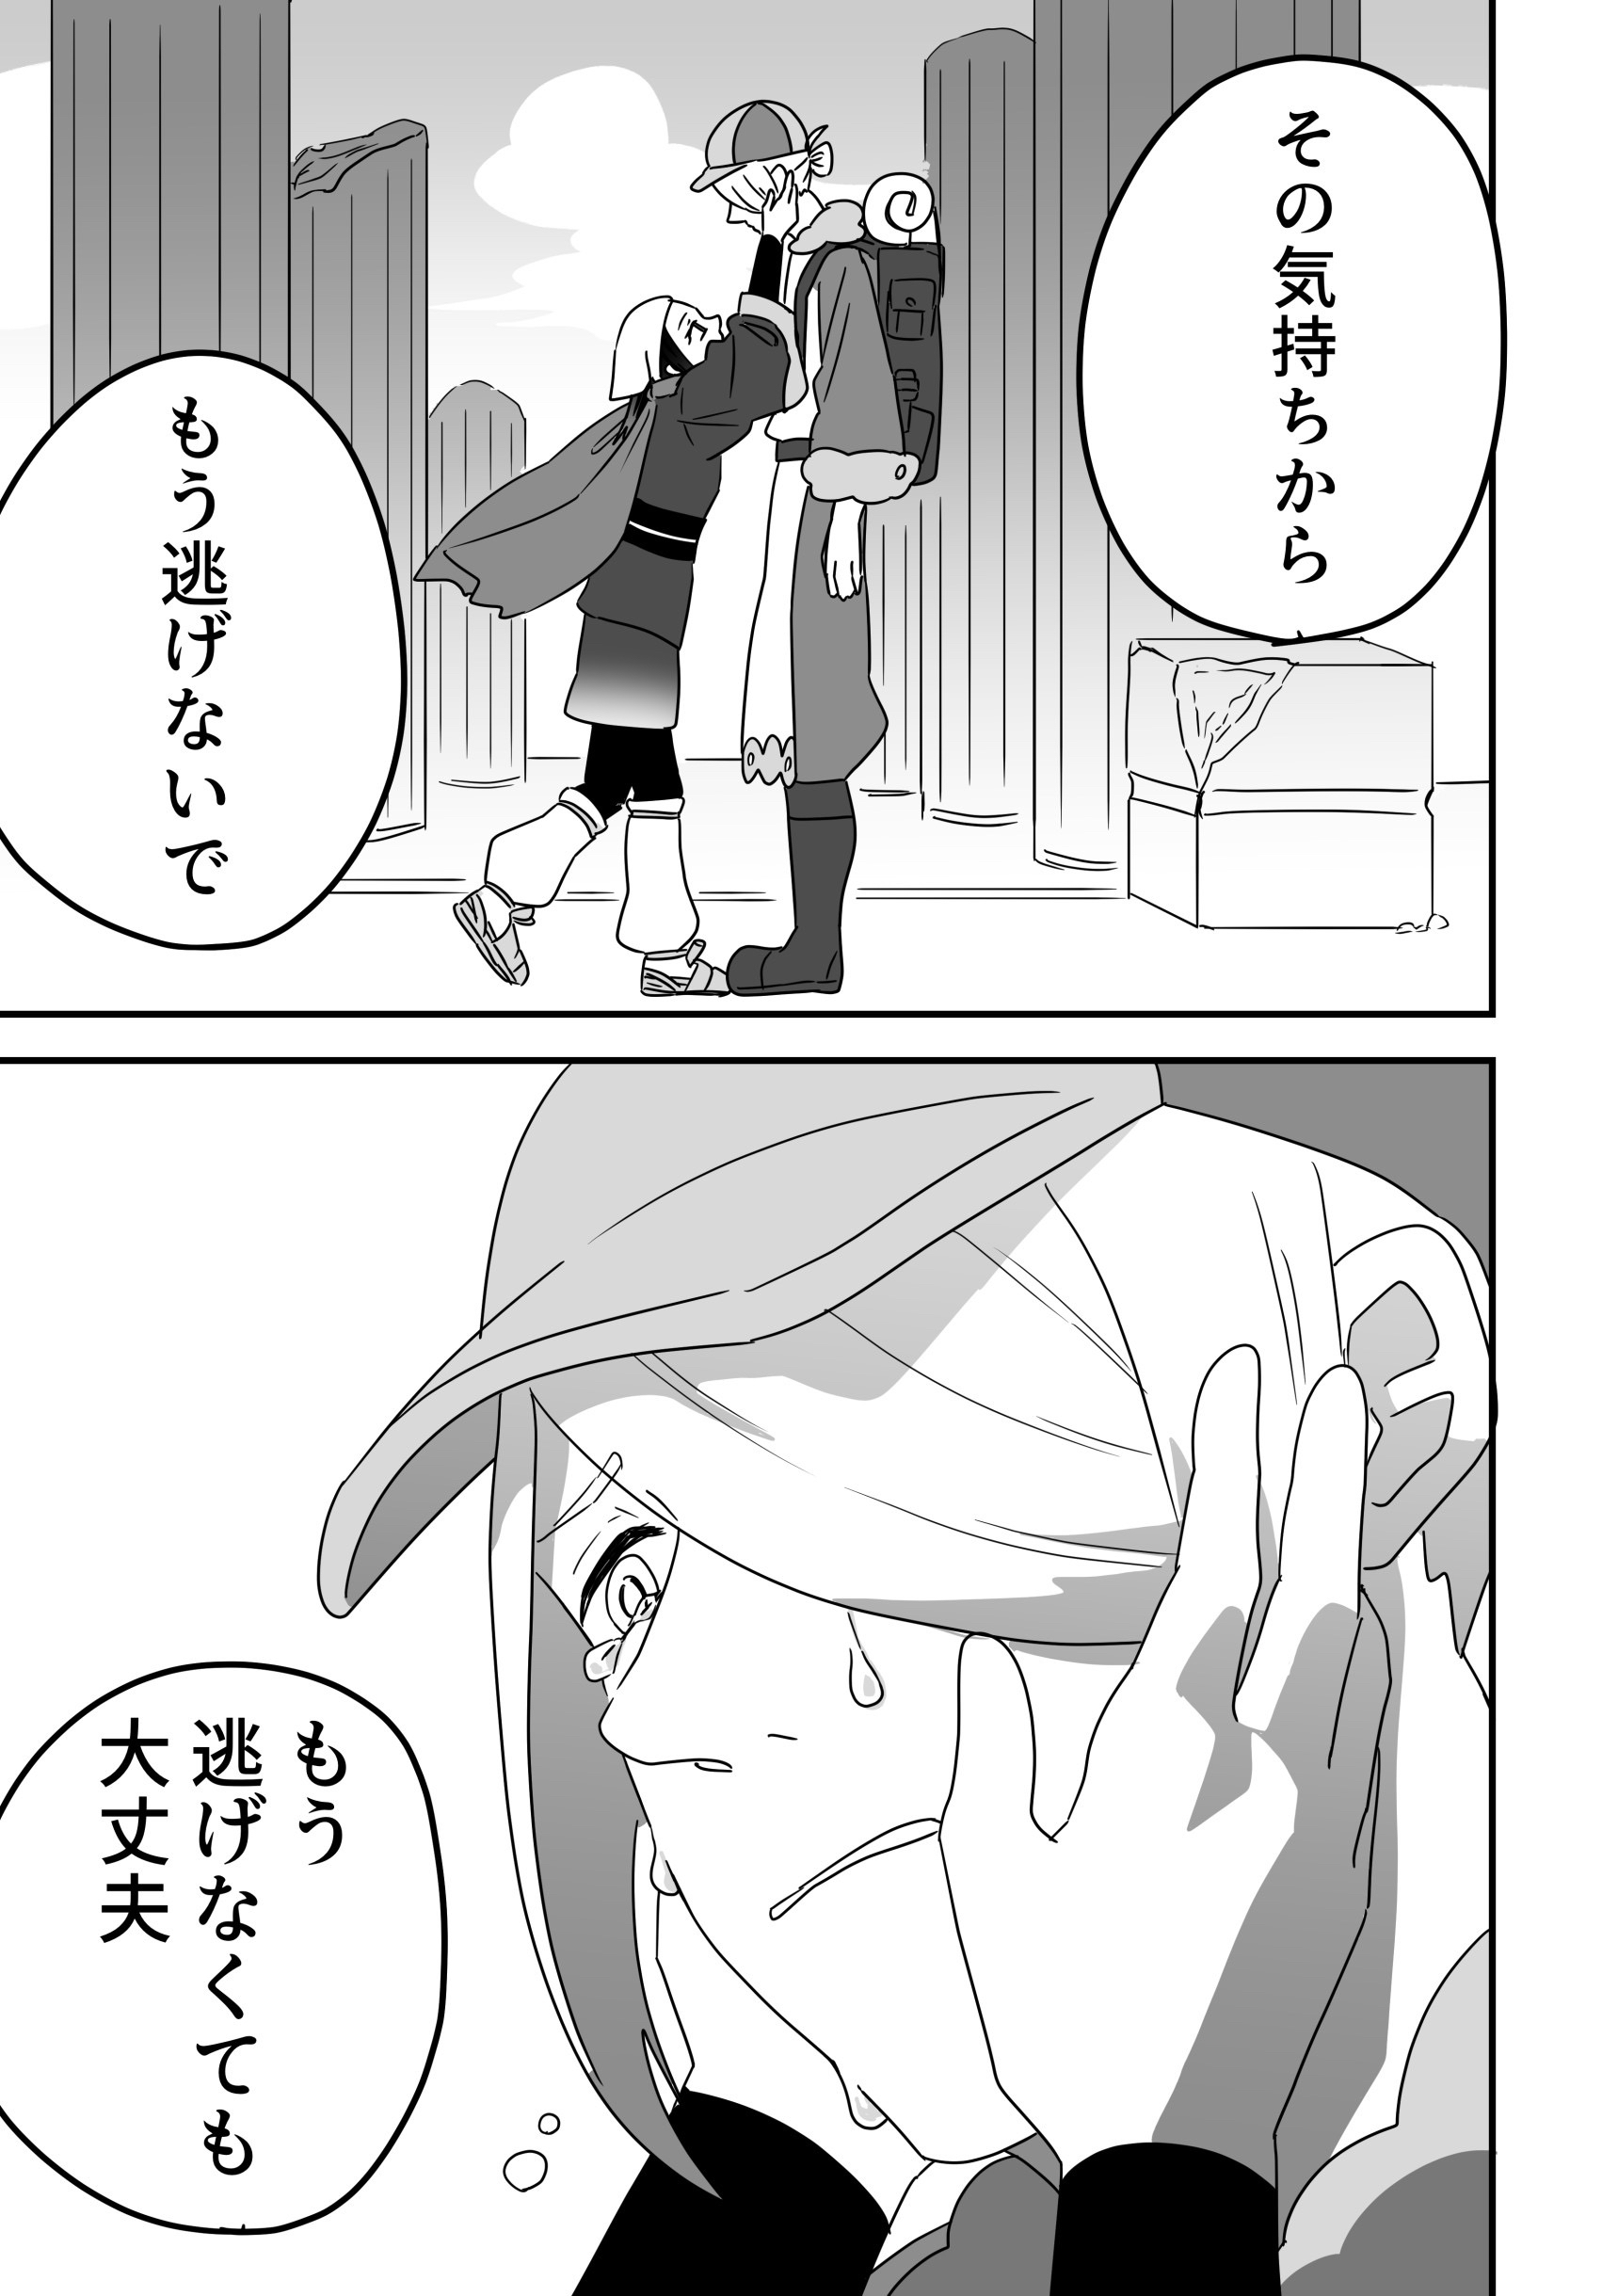 その気持ちから
もう逃げないで
もう
逃げなくても
大丈夫